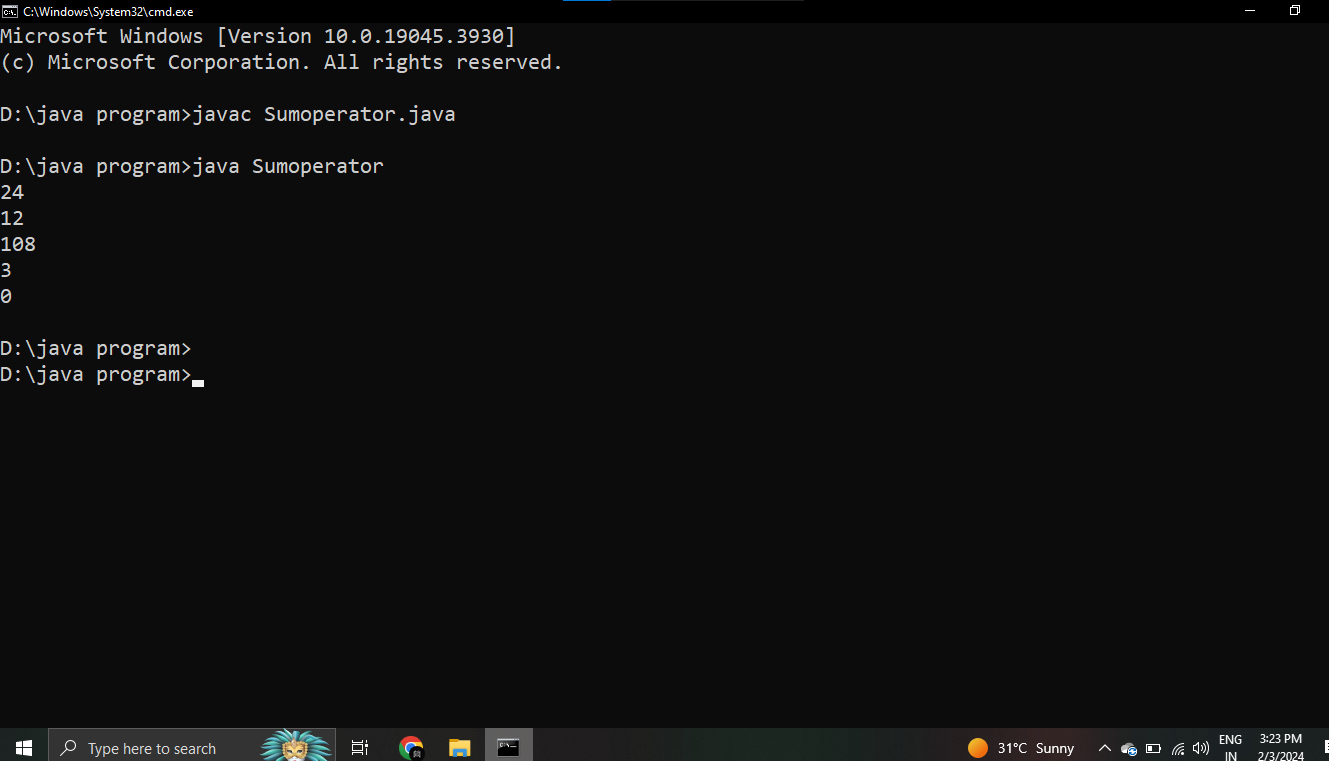 C:\Windows\System32\cmd.exe
Microsoft Windows [Version 10.0.19045.3930]
(c) Microsoft Corporation. All rights reserved.
D:\java program>javac Sumoperator.java
D:\java program>java Sumoperator
24
12
108
3
0
D:\java program>
D:\java program>
Type here to search
31°C Sunny
ENG
IN
3:23 PM
2/3/2024